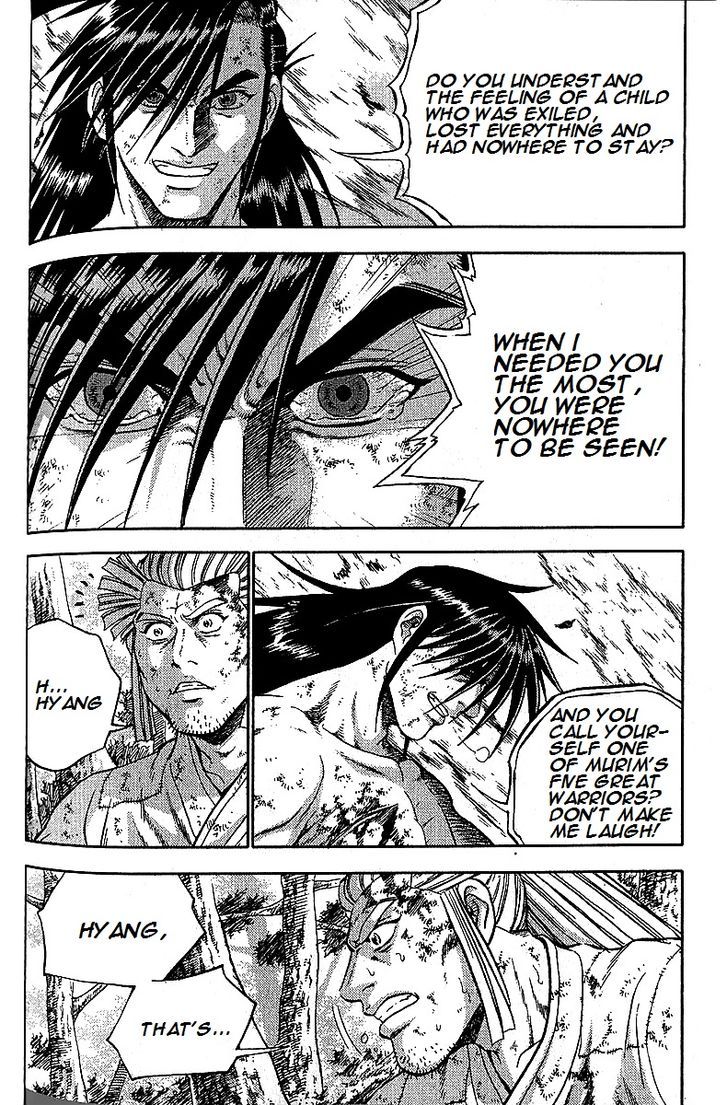 DO YOU UNDERSTAND
THE FEELING OF A CHILD
WHO WAS EXILED,
LOST EVERYTHING AND
HAD NOWHERE TO STAY?
WHEN I
NEEDED YOU
THE MOST,
YOU WERE
NOWHERE
TO BE SEEN!
H...
HYANG
AND YOU
CALL YOUR-
SELF ONE
OF MURIM'S
FIVE GREAT
WARRIORS?
DON'T MAKE
ME LAUGH!
HYANG,
THAT'S...